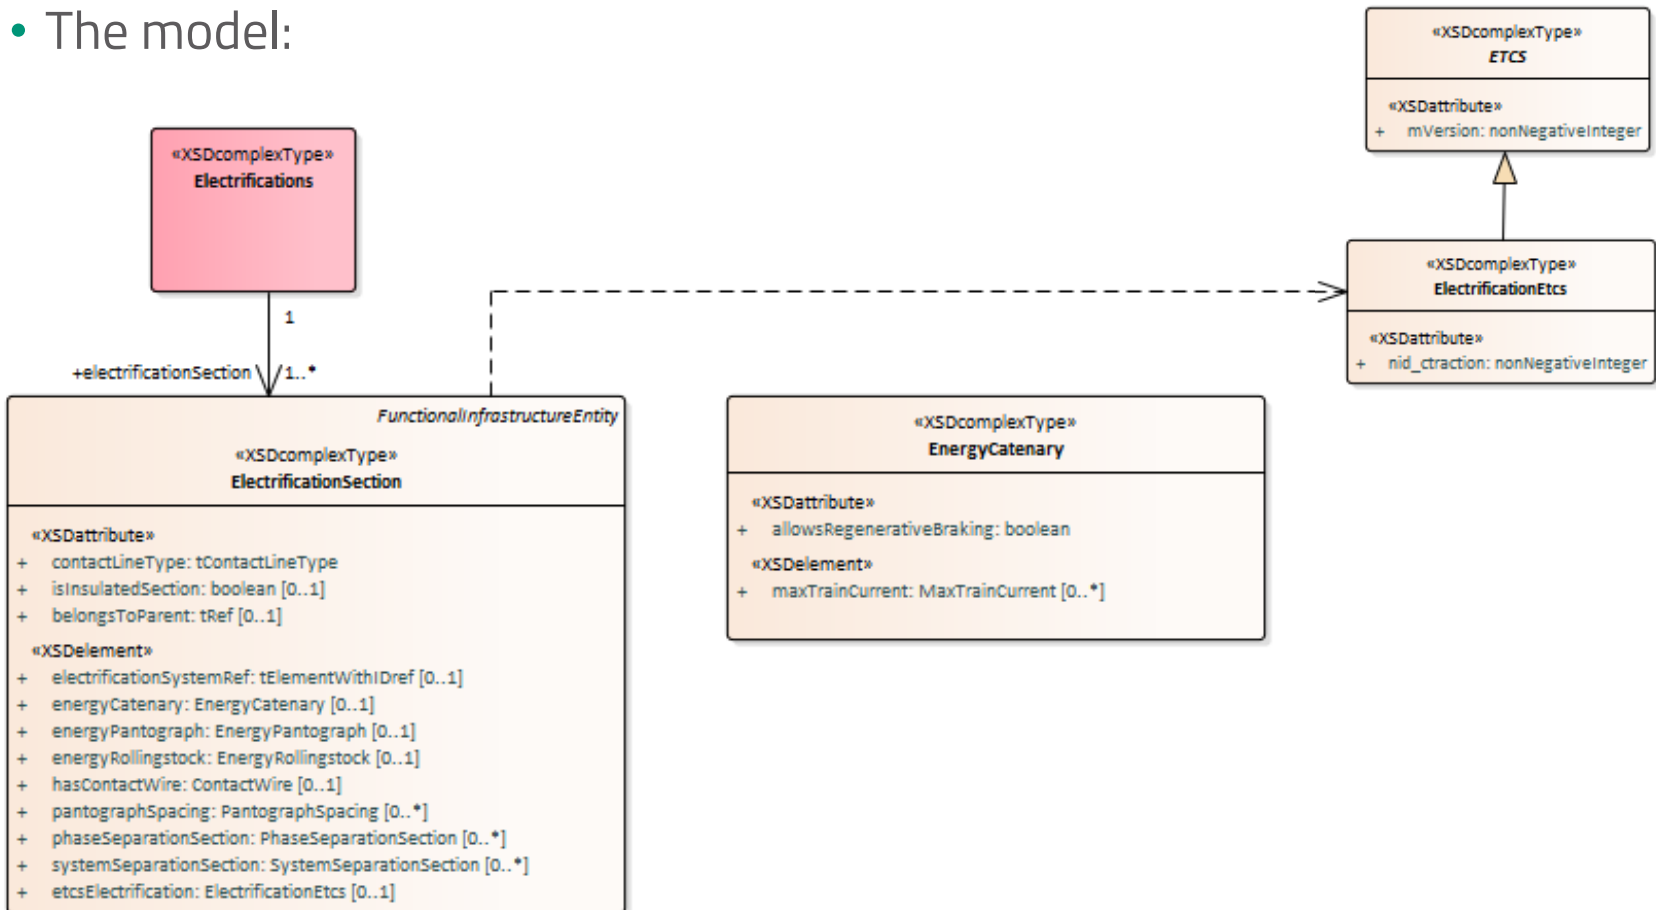 • The model:
«XSDcomplexType»
ETCS
«XSDattribute»
+ mVersion: nonNegativeInteger
«XSDcomplexType»
Electrifications
1
+electrificationSection
1..*
«XSDcomplexType»
ElectrificationEtcs
«XSDattribute»
+ nid_ctraction: nonNegativeInteger
FunctionalInfrastructureEntity
«XSDcomplexType»
ElectrificationSection
«XSDattribute»
+ contactLineType: tContactLineType
+ isInsulatedSection: boolean [0..1]
+ belongsToParent: tRef [0..1]
«XSDelement»
+ electrificationSystemRef: tElementWithIDref [0..1]
+ energyCatenary: EnergyCatenary [0..1]
+ energyPantograph: EnergyPantograph [0..1]
+ energyRollingstock: EnergyRollingstock [0..1]
+ hasContactWire: ContactWire [0..1]
+ pantographSpacing: PantographSpacing [0..*]
+ phaseSeparationSection: PhaseSeparationSection [0..*]
+ systemSeparationSection: SystemSeparationSection [0..*]
+ etcsElectrification: ElectrificationEtcs [0..1]
«XSDcomplexType»
EnergyCatenary
«XSDattribute»
+ allowsRegenerativeBraking: boolean
«XSDelement»
+ maxTrainCurrent: MaxTrainCurrent [0..*]